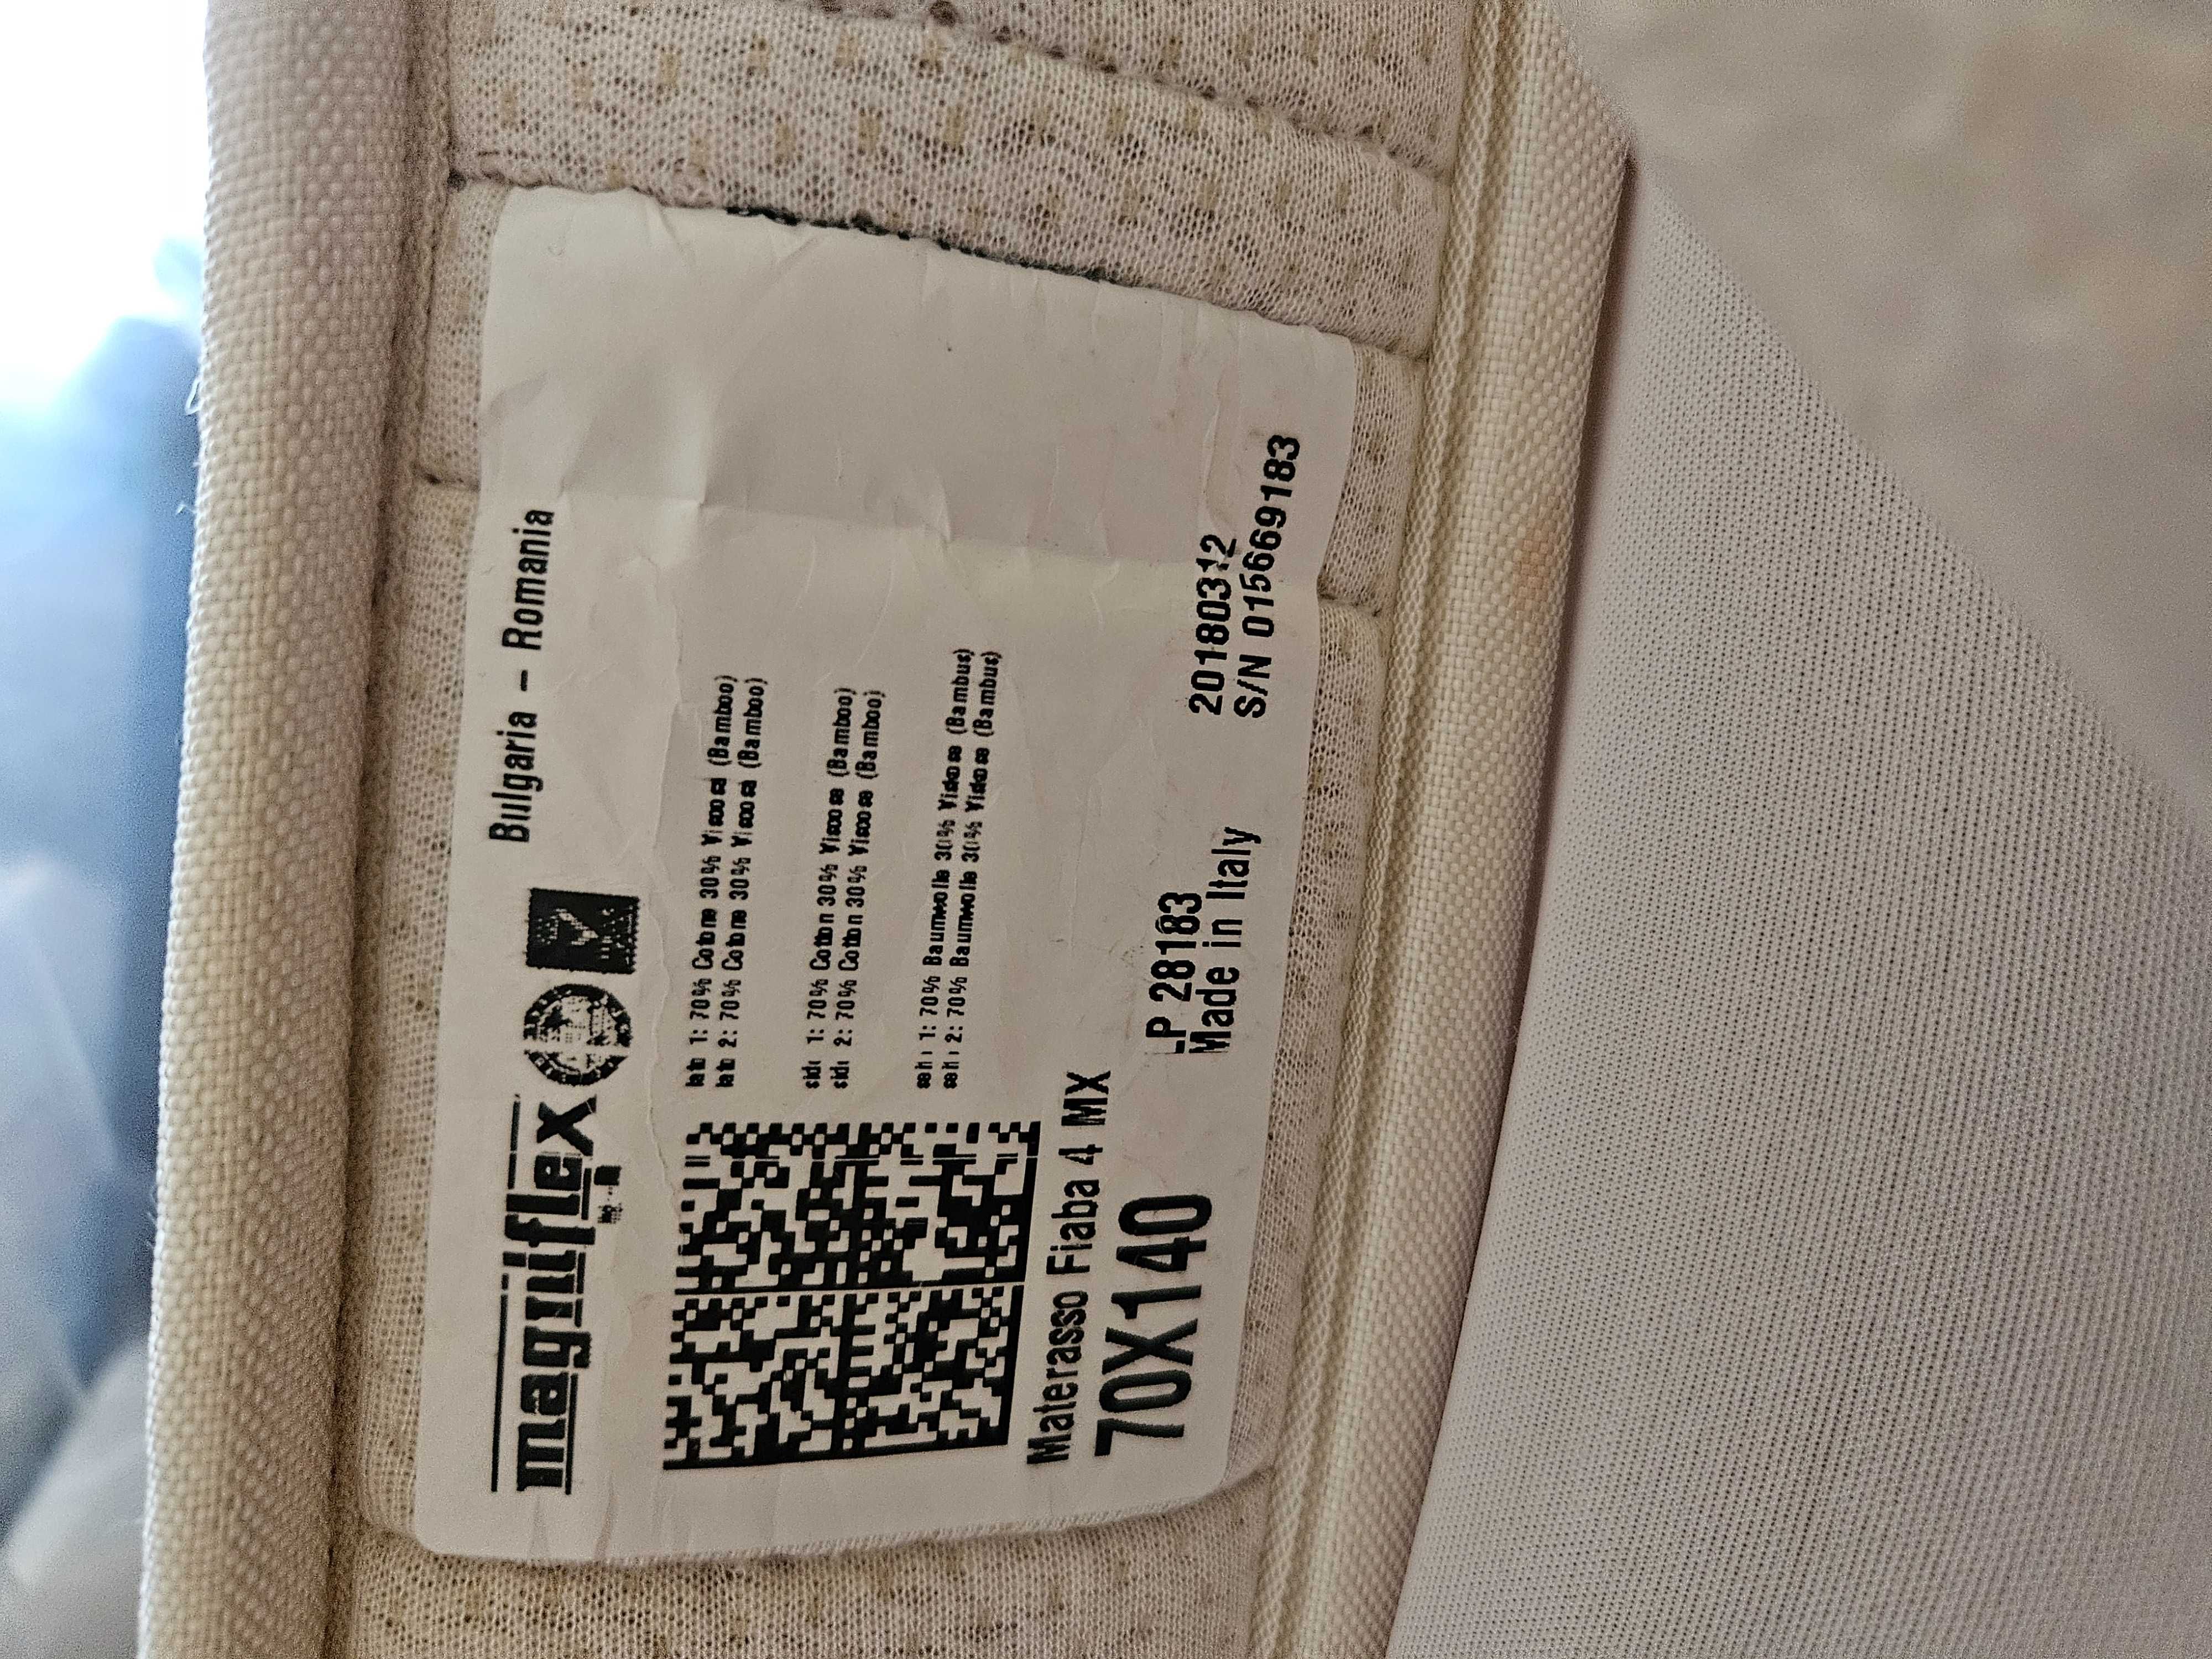 magniflex
Bulgaria - Romania
lato 1: 70% Cotone 30% Viscosa (Bamboo)
lato 2: 70% Cotone 30% Viscosa (Bamboo)
side 1: 70% Cotton 30% Viscose (Bamboo)
side 2: 70% Cotton 30% Viscose (Bamboo)
1: 70% Baumwolle 30% Viskose (Bambus)
2: 70% Baumwolle 30% Viskose (Bambus)
Materasso Fiaba 4 MX
70X140
LP 28183
Made in Italy
20180312
S/N 015669183